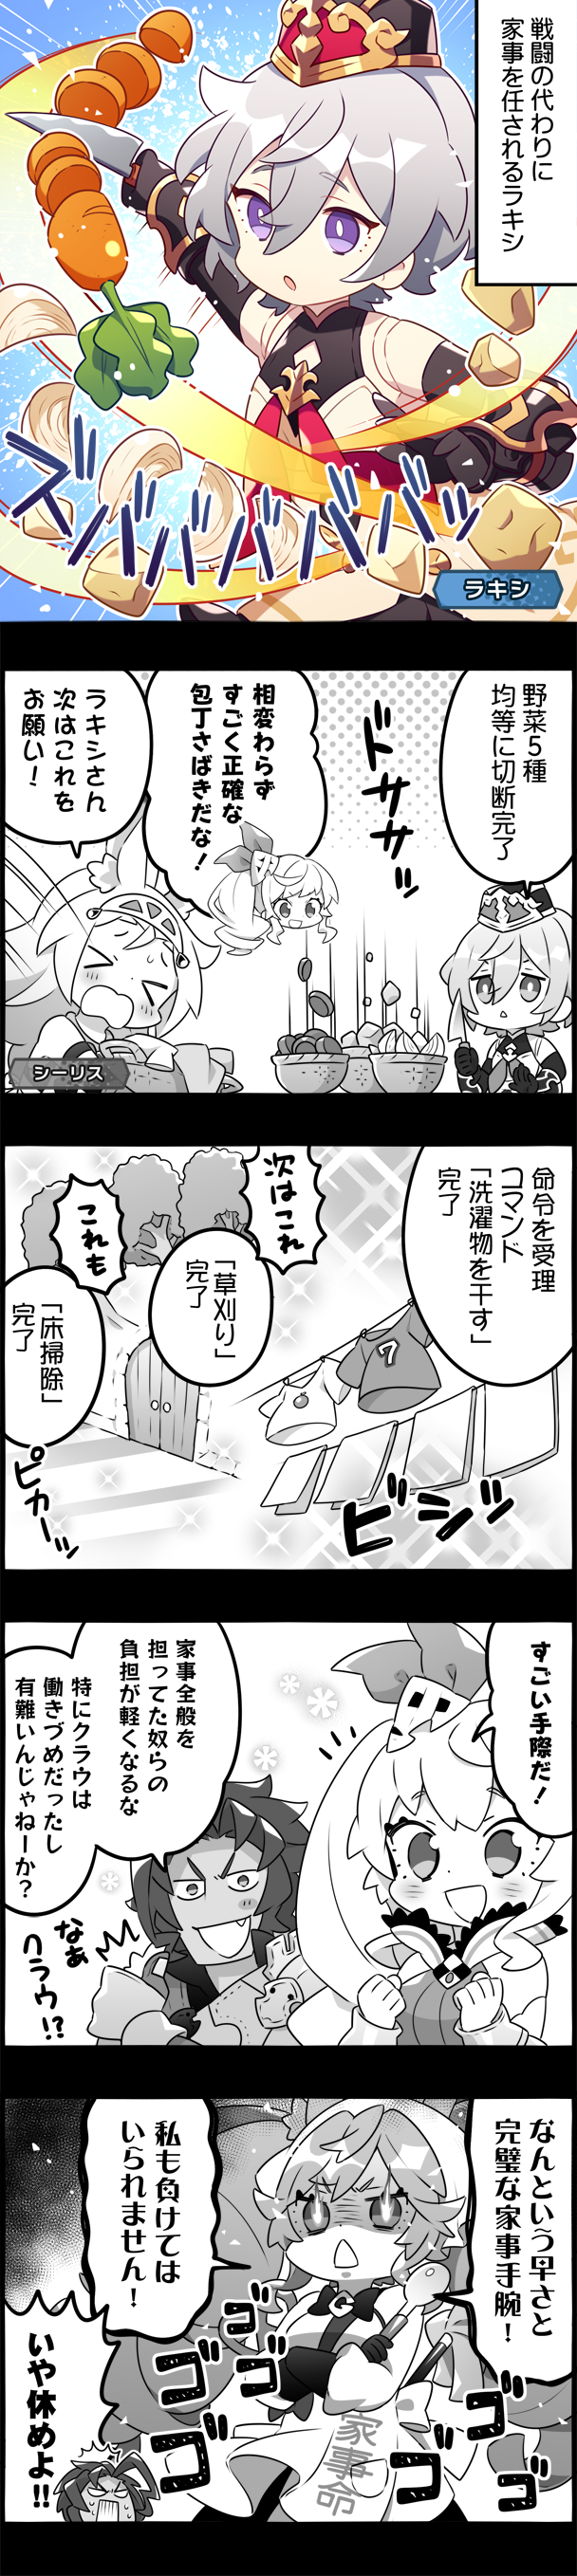 戦闘の代わりに
家事を任されるラキシ
ズバババババッ
ラキシ
野菜5種
均等に切断完了
ドササッ
相変わらず
すごく正確な
包丁さばきだな！
ラキシさん
次はこれを
お願い！
シーリス
命令を受理
コマンド
「洗濯物を干す」
完了
7
ビシッ
次はこれ
「草刈り」
完了
これも
「床掃除」
完了
ピカーッ
すごい手際だ！
家事全般を
担ってた奴らの
負担が軽くなるな
特にクラウは
働きづめだったし
有難いんじゃねーか？
なぁ
クラウ!?
なんという早さと
完璧な家事手腕！
私も負けては
いられません！
ゴゴゴ
ゴゴゴ
ゴゴゴ
家事命
いや休めよ!!